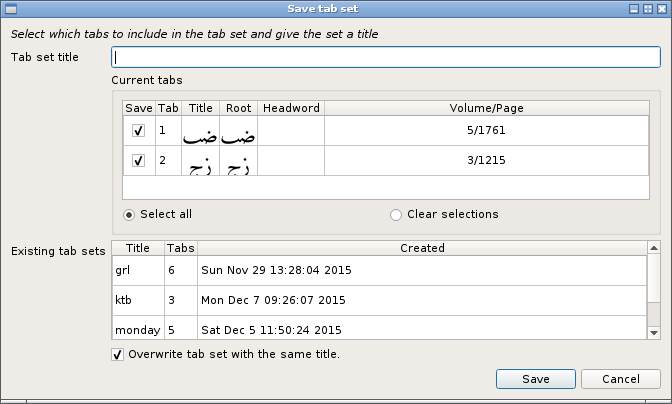 Save tab set
Select which tabs to include in the tab set and give the set a title
Tab set title
Current tabs
Save Tab Title Root Headword Volume/Page
1 ضب ضب 5/1761
2 زج زج 3/1215
Select all Clear selections
Existing tab sets
Title Tabs Created
grl 6 Sun Nov 29 13:28:04 2015
ktb 3 Mon Dec 7 09:26:07 2015
monday 5 Sat Dec 5 11:50:24 2015
Overwrite tab set with the same title.
Save Cancel